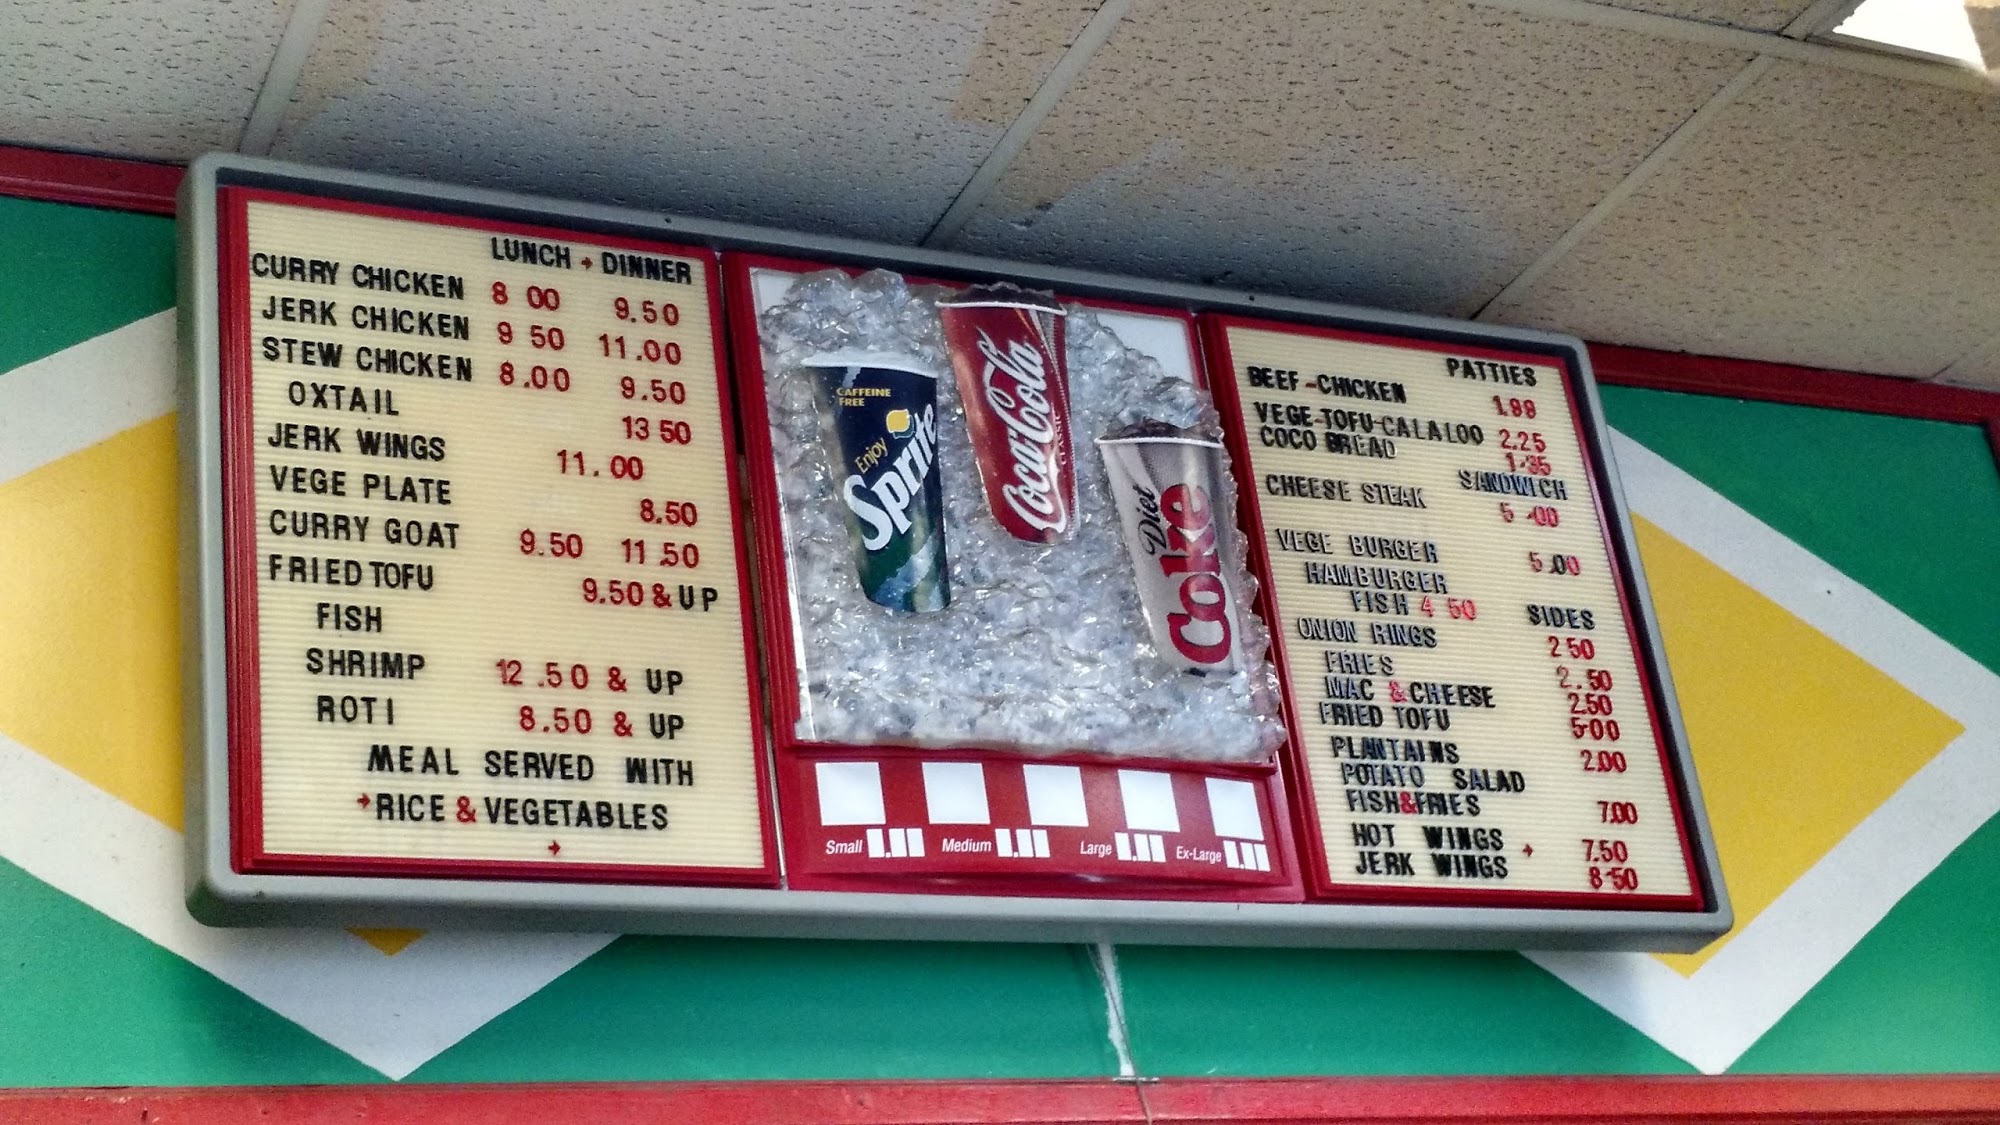 LUNCH → DINNER
CURRY CHICKEN 8 00 9.50
JERK CHICKEN 9 50 11.00
STEW CHICKEN 8.00 9.50
OXTAIL 13 50
JERK WINGS 11.00
VEGE PLATE 8.50
CURRY GOAT 9.50 11.50
FRIED TOFU 9.50 & UP
FISH
SHRIMP 12.50 & UP
ROTI 8.50 & UP
MEAL SERVED WITH
→RICE & VEGETABLES
→
CAFFEINE
FREE
Enjoy
Sprite
Coca-Cola
CLASSIC
Diet
Coke
Small
Medium
Large
Ex-Large
PATTIES
BEEF-CHICKEN 1.99
VEGE-TOFU-CALALOO 2.25
COCO BREAD 1.35
SANDWICH
CHEESE STEAK 5.00
VEGE BURGER 5.00
HAMBURGER
FISH 4 50
SIDES
ONION RINGS 2 50
FRIES 2.50
MAC & CHEESE 2.50
FRIED TOFU 5.00
PLANTAINS 2.00
POTATO SALAD
FISH&FRIES 7.00
HOT WINGS → 7.50
JERK WINGS 8.50